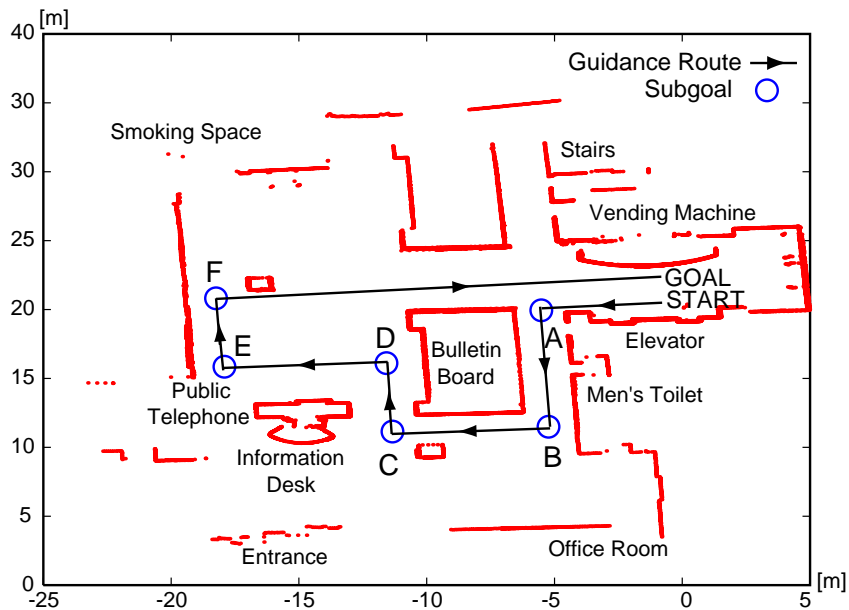 [m]
40
35
30
25
20
15
10
5
0
-25
-20
-15
-10
-5
0
5
[m]
Guidance Route
Subgoal
Smoking Space
Stairs
Vending Machine
F
GOAL
START
A
D
Elevator
E
Bulletin
Board
Public
Telephone
Men's Toilet
C
B
Information
Desk
Entrance
Office Room